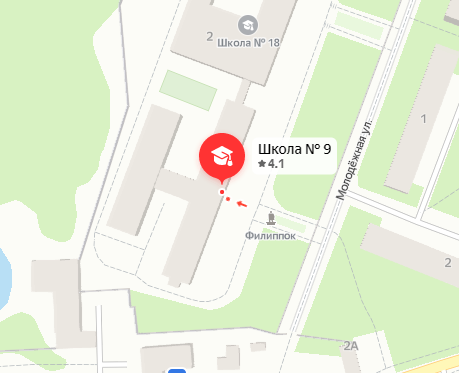 2
Школа № 18
1
Школа № 9
4.1
Молодёжная ул.
Филиппок
2
2А